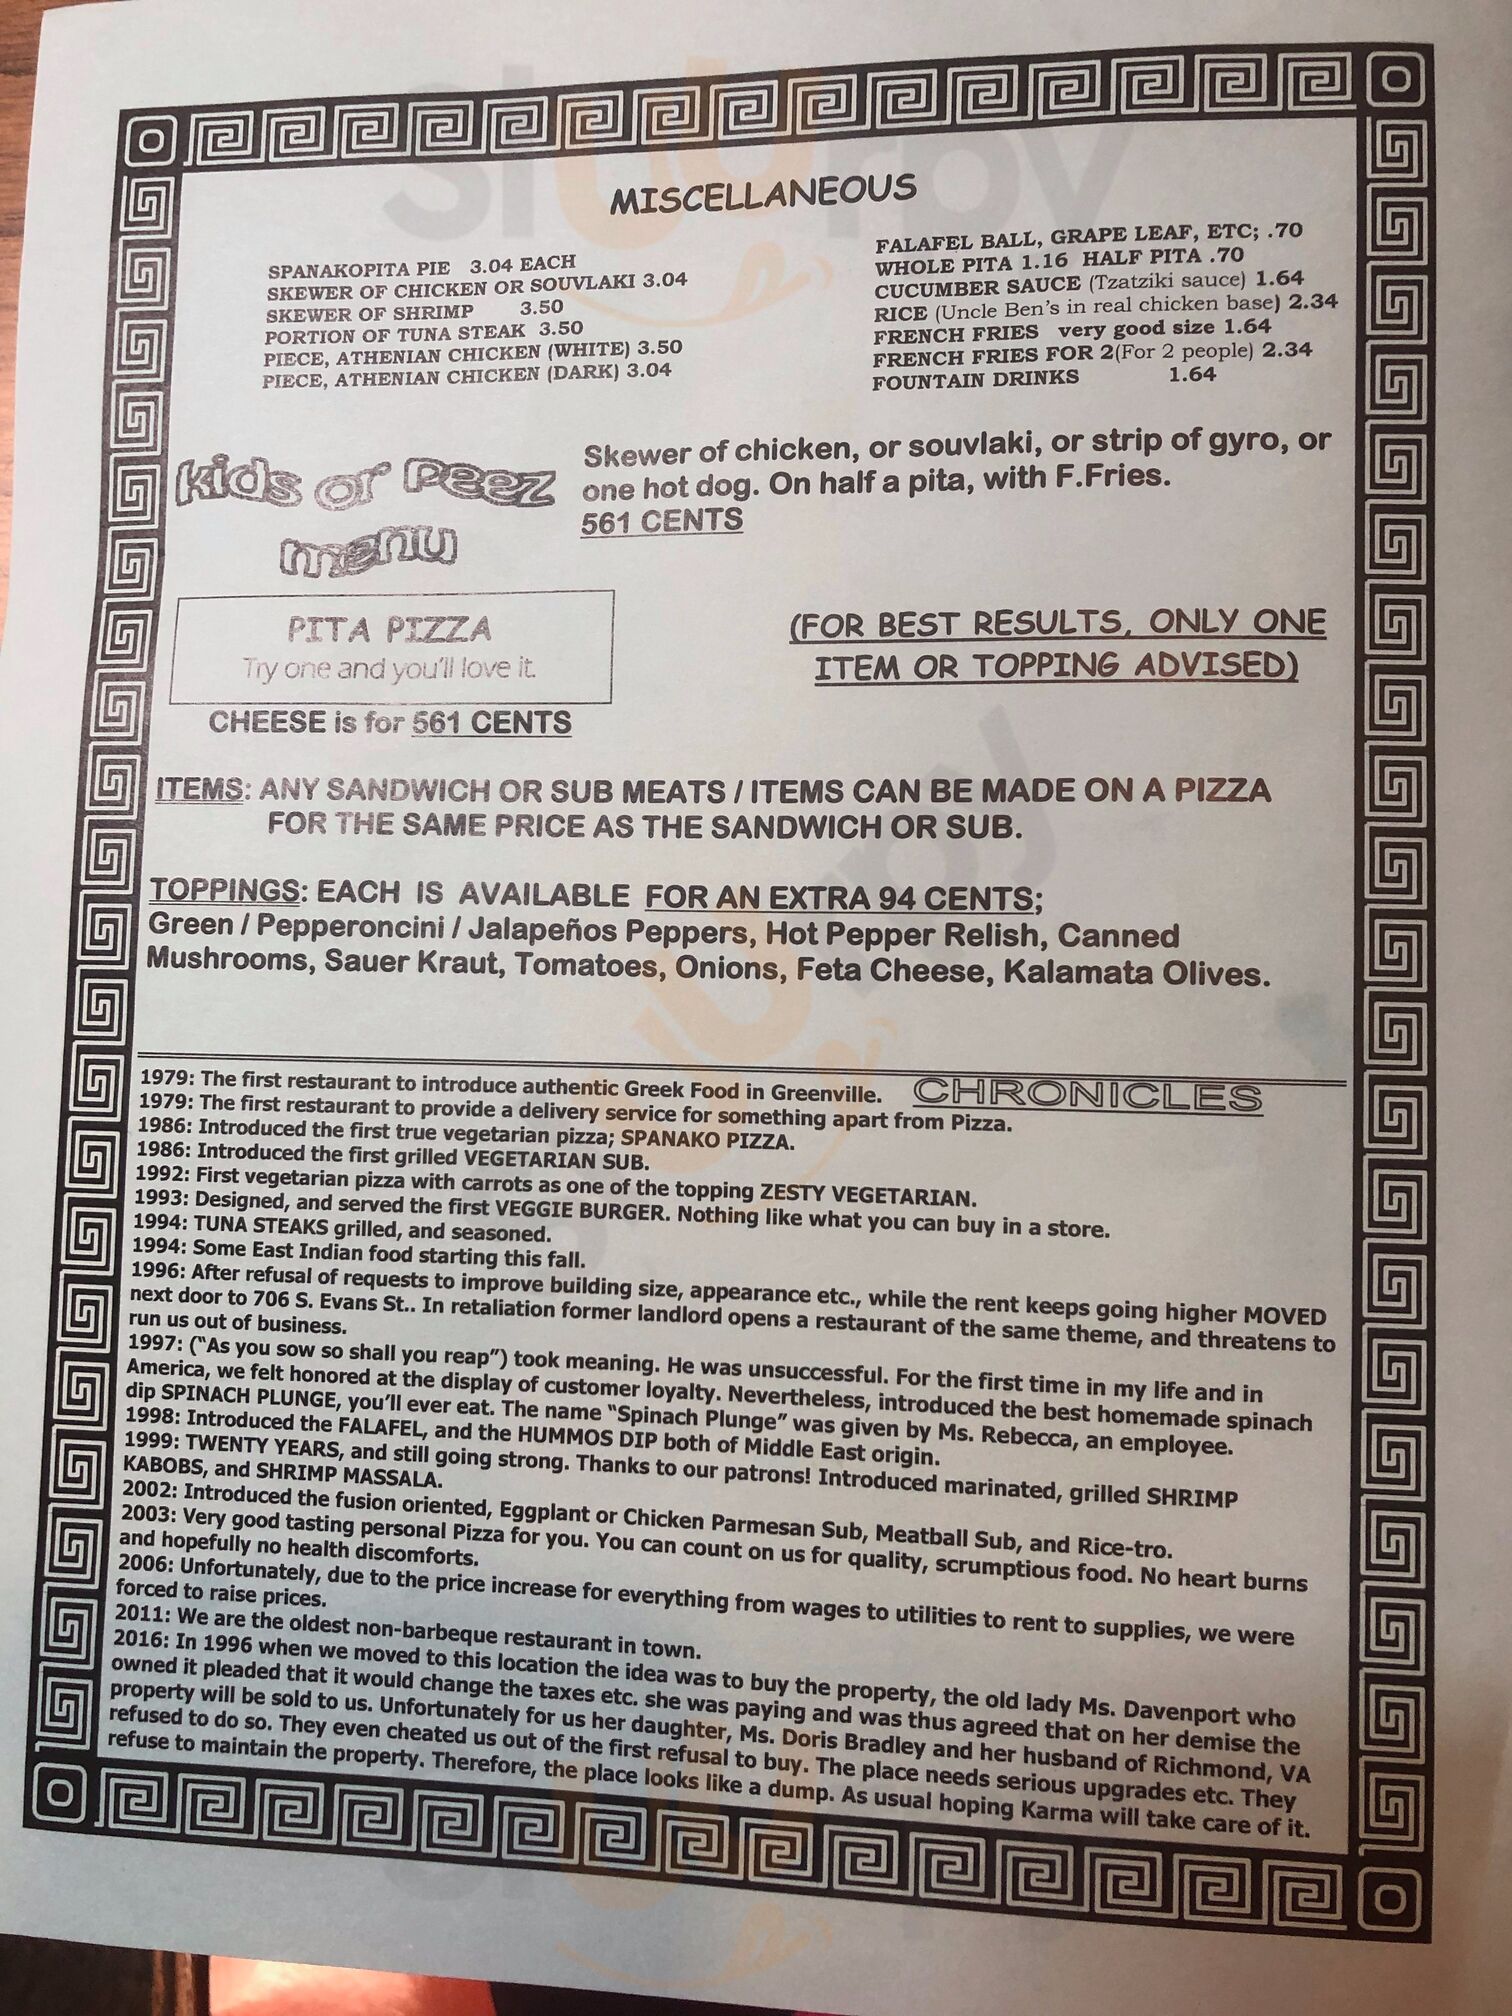 MISCELLANEOUS
SPANAKOPITA PIE 3.04 EACH
SKEWER OF CHICKEN OR SOUVLAKI 3.04
SKEWER OF SHRIMP 3.50
PORTION OF TUNA STEAK 3.50
PIECE, ATHENIAN CHICKEN (WHITE) 3.50
PIECE, ATHENIAN CHICKEN (DARK) 3.04
FALAFEL BALL, GRAPE LEAF, ETC; .70
WHOLE PITA 1.16 HALF PITA .70
CUCUMBER SAUCE (Tzatziki sauce) 1.64
RICE (Uncle Ben's in real chicken base) 2.34
FRENCH FRIES very good size 1.64
FRENCH FRIES FOR 2(For 2 people) 2.34
FOUNTAIN DRINKS 1.64
kids or Peez
menu
Skewer of chicken, or souvlaki, or strip of gyro, or
one hot dog. On half a pita, with F.Fries.
561 CENTS
PITA PIZZA
Try one and you'll love it.
CHEESE is for 561 CENTS
(FOR BEST RESULTS, ONLY ONE
ITEM OR TOPPING ADVISED)
ITEMS: ANY SANDWICH OR SUB MEATS / ITEMS CAN BE MADE ON A PIZZA
FOR THE SAME PRICE AS THE SANDWICH OR SUB.
TOPPINGS: EACH IS AVAILABLE FOR AN EXTRA 94 CENTS;
Green / Pepperoncini / Jalapeños Peppers, Hot Pepper Relish, Canned
Mushrooms, Sauer Kraut, Tomatoes, Onions, Feta Cheese, Kalamata Olives.
CHRONICLES
1979: The first restaurant to introduce authentic Greek Food in Greenville.
1979: The first restaurant to provide a delivery service for something apart from Pizza.
1986: Introduced the first true vegetarian pizza; SPANAKO PIZZA.
1986: Introduced the first grilled VEGETARIAN SUB.
1992: First vegetarian pizza with carrots as one of the topping ZESTY VEGETARIAN.
1993: Designed, and served the first VEGGIE BURGER. Nothing like what you can buy in a store.
1994: TUNA STEAKS grilled, and seasoned.
1994: Some East Indian food starting this fall.
1996: After refusal of requests to improve building size, appearance etc., while the rent keeps going higher MOVED
next door to 706 S. Evans St.. In retaliation former landlord opens a restaurant of the same theme, and threatens to
run us out of business.
1997: ("As you sow so shall you reap") took meaning. He was unsuccessful. For the first time in my life and in
America, we felt honored at the display of customer loyalty. Nevertheless, introduced the best homemade spinach
dip SPINACH PLUNGE, you'll ever eat. The name "Spinach Plunge" was given by Ms. Rebecca, an employee.
1998: Introduced the FALAFEL, and the HUMMOS DIP both of Middle East origin.
1999: TWENTY YEARS, and still going strong. Thanks to our patrons! Introduced marinated, grilled SHRIMP
KABOBS, and SHRIMP MASSALA.
2002: Introduced the fusion oriented, Eggplant or Chicken Parmesan Sub, Meatball Sub, and Rice-tro.
2003: Very good tasting personal Pizza for you. You can count on us for quality, scrumptious food. No heart burns
and hopefully no health discomforts.
2006: Unfortunately, due to the price increase for everything from wages to utilities to rent to supplies, we were
forced to raise prices.
2011: We are the oldest non-barbeque restaurant in town.
2016: In 1996 when we moved to this location the idea was to buy the property, the old lady Ms. Davenport who
owned it pleaded that it would change the taxes etc. she was paying and was thus agreed that on her demise the
property will be sold to us. Unfortunately for us her daughter, Ms. Doris Bradley and her husband of Richmond, VA
refused to do so. They even cheated us out of the first refusal to buy. The place needs serious upgrades etc. They
refuse to maintain the property. Therefore, the place looks like a dump. As usual hoping Karma will take care of it.
slurpy
slurpy
slurpy